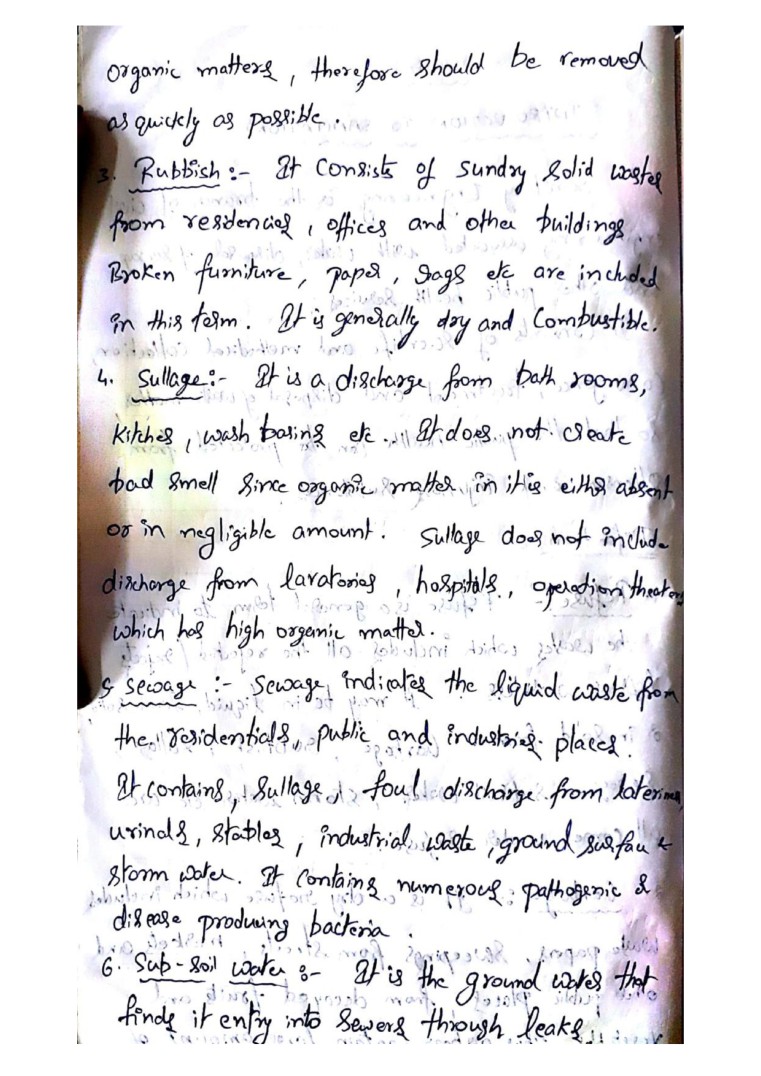 organic matters, therefore should be removed
as quickly as possible.
3. Rubbish :- It consists of sundry solid wastes
from residencies, offices and other buildings.
Broken furniture, paper, rags etc are included
in this term. It is generally dry and combustible.
4. Sullage :- It is a discharge from bath rooms,
kitches, wash basins etc. It does not create
bad smell since organic matter in it is either absent
or in negligible amount. Sullage does not include
discharge from lavatories, hospitals, operation theaters
which has high organic matter.
5 Sewage :- Sewage indicates the liquid waste from
the residentials, public and industries places.
It contains sullage, foul discharge from laterines
urinals, stables, industrial waste, ground surface &
storm water. It contains numerous pathogenic &
disease producing bacteria.
6. Sub-soil water :- It is the ground water that
finds it entry into sewers through leaks.